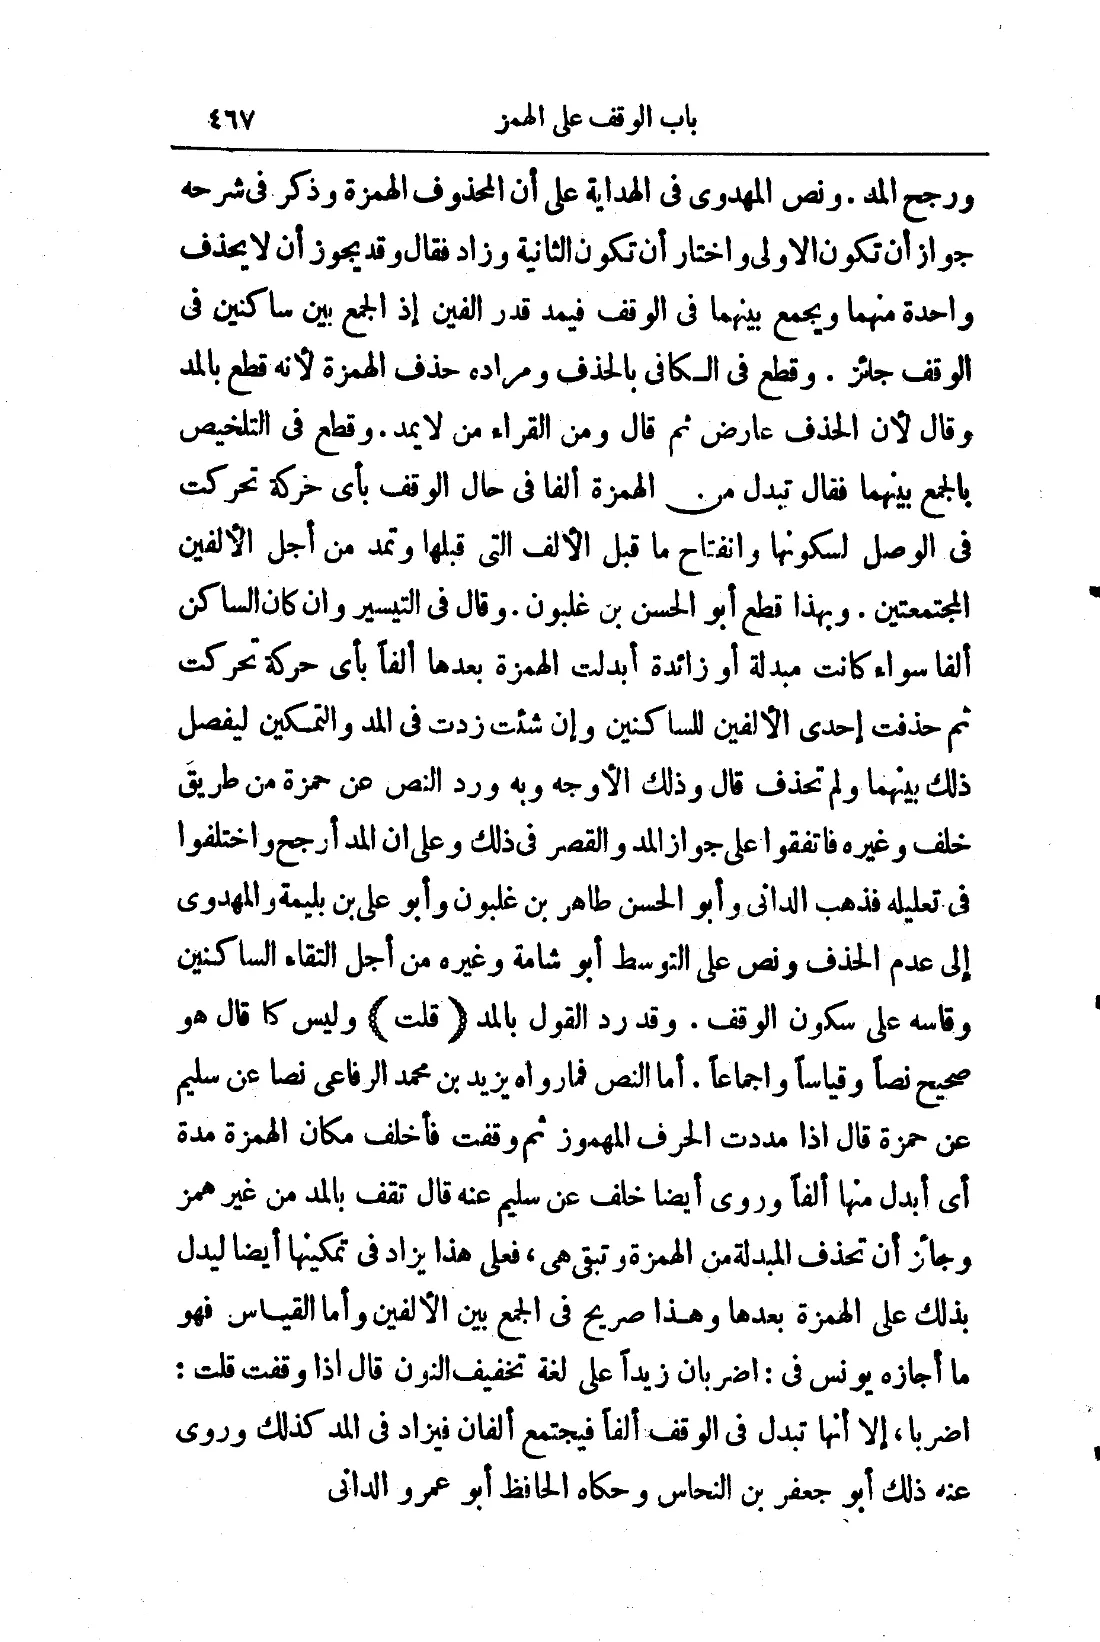 باب الوقف على الهمز ٤٦٧
ورجح المد . ونص المهدوى فى الهداية على أن المحذوف الهمزة وذكر فى شرحه
جواز أن تكون الاولى واختار أن تكون الثانية وزاد فقال وقد يجوز أن لا يحذف
واحدة منهما ويجمع بينهما فى الوقف فيمد قدر الفين إذ الجمع بين ساكنين فى
الوقف جائز . وقطع فى الكافى بالحذف ومراده حذف الهمزة لأنه قطع بالمد
وقال لأن الحذف عارض ثم قال ومن القراء من لا يمد . وقطع فى التلخيص
بالجمع بينهما فقال تبدل من الهمزة ألفا فى حال الوقف بأى حركة تحركت
فى الوصل لسكونها وانفتاح ما قبل الألف التى قبلها وتمد من أجل الألفين
المجتمعتين . وبهذا قطع أبو الحسن بن غلبون . وقال فى التيسير وان كان الساكن
ألفا سواء كانت مبدلة أو زائدة أبدلت الهمزة بعدها ألفاً بأى حركة تحركت
ثم حذفت إحدى الألفين للساكنين وإن شئت زدت فى المد والتمكين ليفصل
ذلك بينهما ولم تحذف قال وذلك الأوجه وبه ورد النص عن حمزة من طريق
خلف وغيره فاتفقوا على جواز المد والقصر فى ذلك وعلى ان المد أرجح واختلفوا
فى تعليله فذهب الدانى وأبو الحسن طاهر بن غلبون وأبو على بن بليمة والمهدوى
إلى عدم الحذف ونص على التوسط أبو شامة وغيره من أجل التقاء الساكنين
وقاسه على سكون الوقف . وقد رد القول بالمد ﴿ قلت ﴾ وليس كما قال هو
صحيح نصاً وقياساً واجماعاً . أما النص فمارواه يزيد بن محمد الرفاعى نصا عن سليم
عن حمزة قال اذا مددت الحرف المهموز ثم وقفت فأخلف مكان الهمزة مدة
أى أبدل منها ألفاً وروى أيضا خلف عن سليم عنه قال تقف بالمد من غير همز
وجائز أن تحذف المبدلة من الهمزة وتبقى هى ، فعلى هذا يزاد فى تمكينها أيضا ليدل
بذلك على الهمزة بعدها وهذا صريح فى الجمع بين الألفين وأما القياس فهو
ما أجازه يونس فى : اضربان زيداً على لغة تخفيف النون قال اذا وقفت قلت :
اضربا ، إلا أنها تبدل فى الوقف ألفاً فيجتمع ألفان فيزاد فى المد كذلك وروى
عنه ذلك أبو جعفر بن النحاس وحكاه الحافظ أبو عمرو الدانى